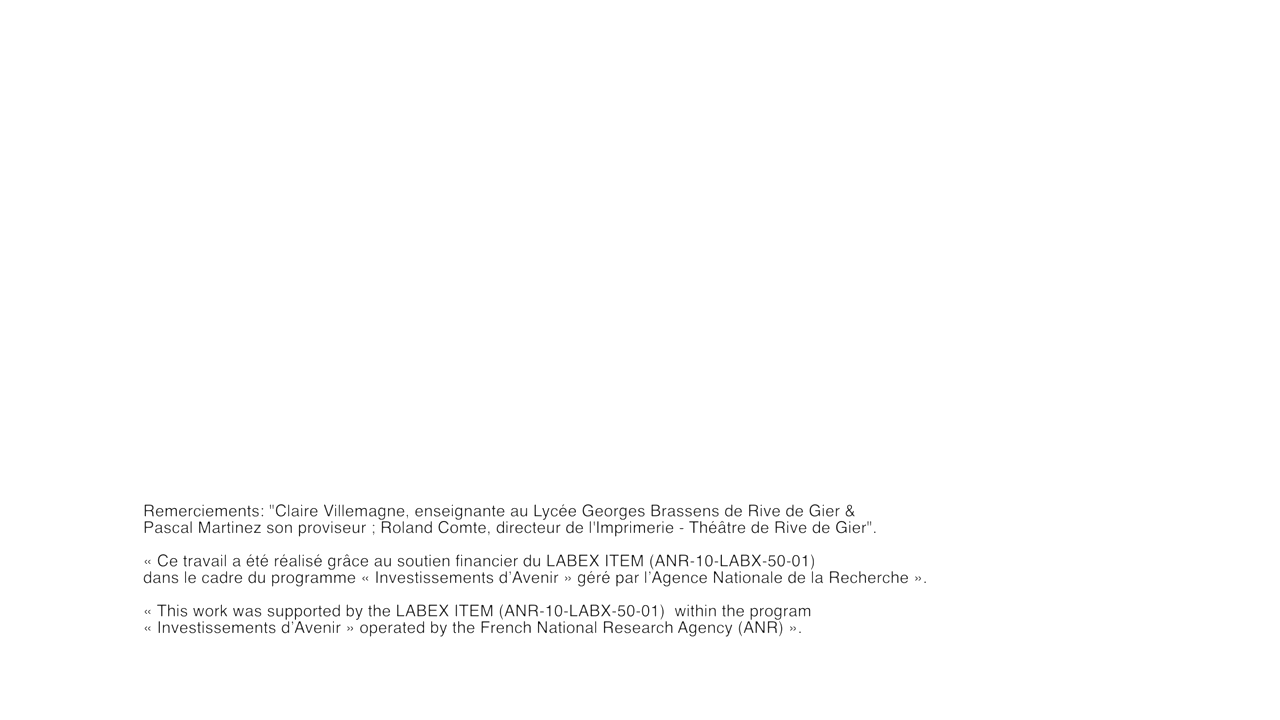 Remerciements: "Claire Villemagne, enseignante au Lycée Georges Brassens de Rive de Gier &
Pascal Martinez son proviseur ; Roland Comte, directeur de l'Imprimerie - Théâtre de Rive de Gier".
« Ce travail a été réalisé grâce au soutien financier du LABEX ITEM (ANR-10-LABX-50-01)
dans le cadre du programme « Investissements d’Avenir » géré par l’Agence Nationale de la Recherche ».
« This work was supported by the LABEX ITEM (ANR-10-LABX-50-01)  within the program
« Investissements d’Avenir » operated by the French National Research Agency (ANR) ».